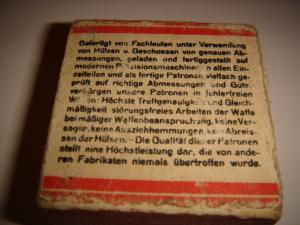 Gefertigt von Fachleuten unter Verwendung
von Hülsen u. Geschossen von genauen Ab-
messungen, geladen und fertiggestellt auf
modernen Präzisionsmaschinen in allen Ein-
zelteilen und als fertige Patronen vielfach ge-
prüft auf richtige Abmessungen und Güte,
verbürgen unsere Patronen in fehlerfreien
Waffen: Höchste Treffgenauigkeit und Gleich-
mäßigkeit, störungsfreies Arbeiten der Waffe
bei mäßiger Waffenbeanspruchung, keine Ver-
sager, keine Ausziehhemmungen, kein Abreis-
sen der Hülsen. - Die Qualität dieser Patronen
stellt eine Höchstleistung dar, die von ande-
ren Fabrikaten niemals übertroffen wurde.